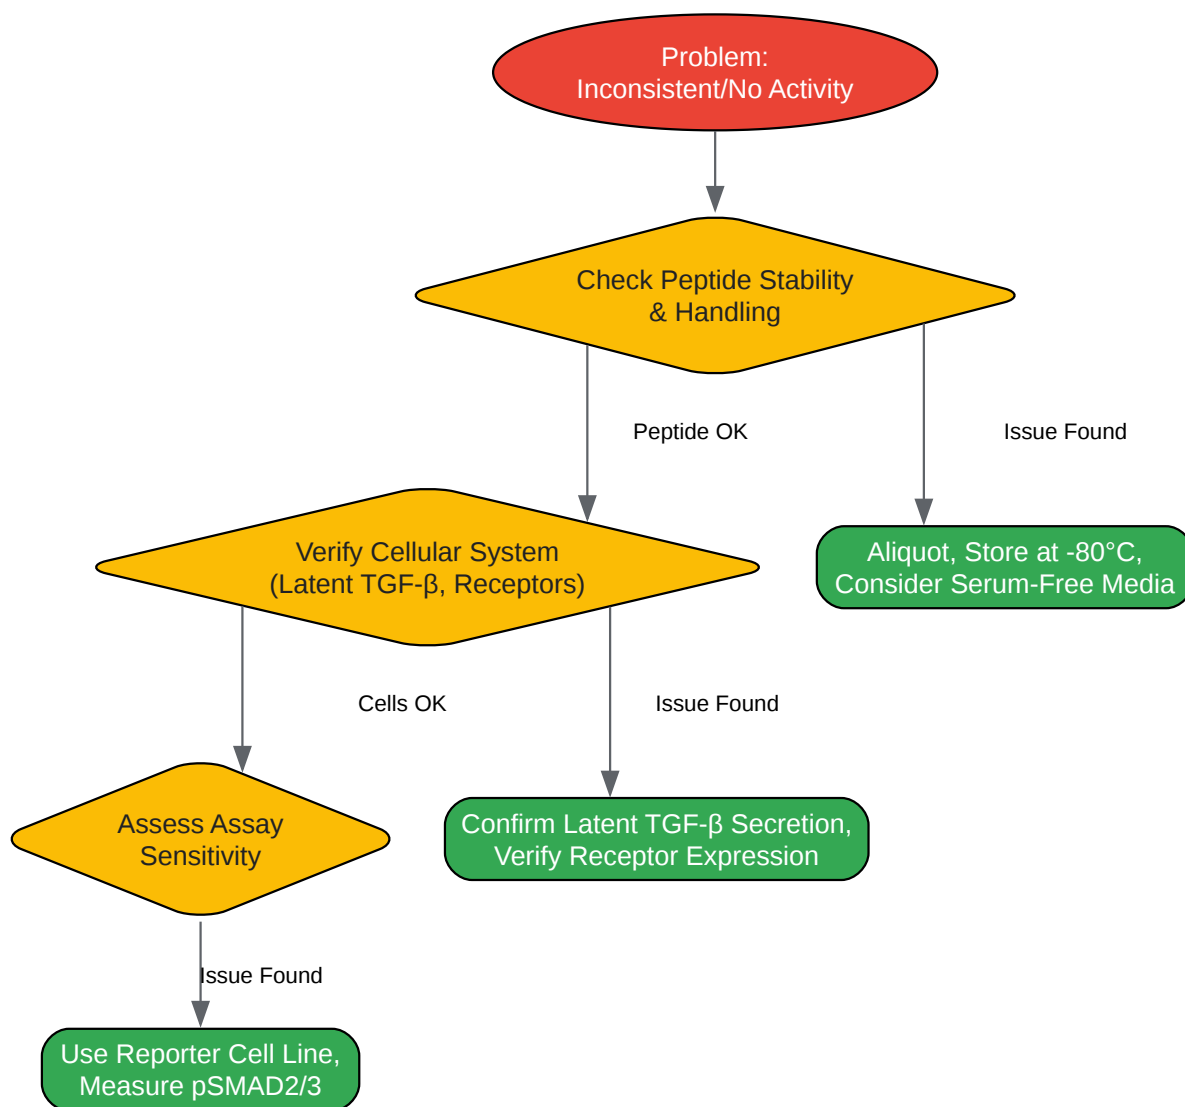 Problem:
Inconsistent/No Activity
Check Peptide Stability
& Handling
Peptide OK
Issue Found
Verify Cellular System
(Latent TGF-β, Receptors)
Aliquot, Store at -80°C,
Consider Serum-Free Media
Cells OK
Issue Found
Assess Assay
Sensitivity
Confirm Latent TGF-β Secretion,
Verify Receptor Expression
Issue Found
Use Reporter Cell Line,
Measure pSMAD2/3